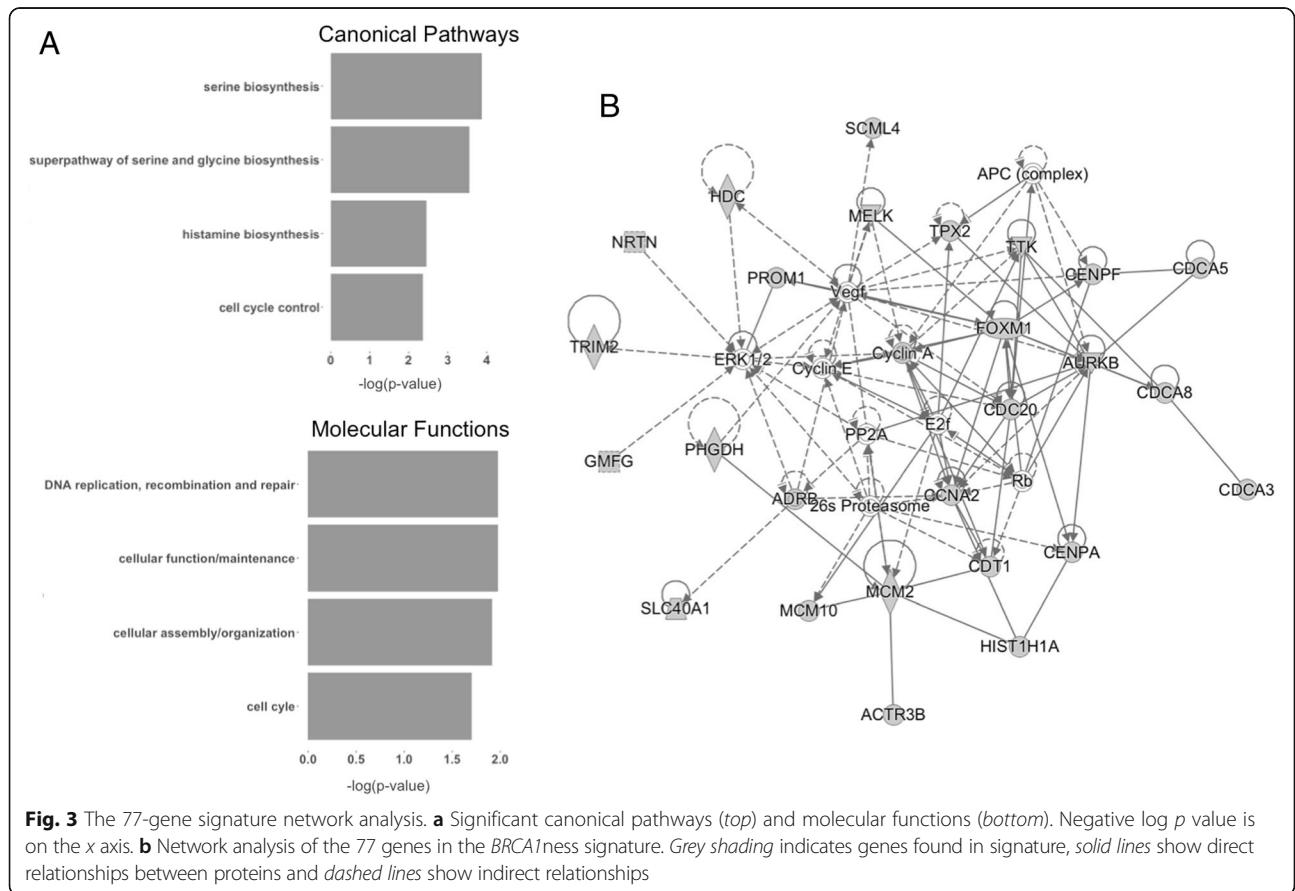 A
Canonical Pathways
serine biosynthesis
superpathway of serine and glycine biosynthesis
histamine biosynthesis
cell cycle control
0 1 2 3 4
-log(p-value)
Molecular Functions
DNA replication, recombination and repair
cellular function/maintenance
cellular assembly/organization
cell cyle
0.0 0.5 1.0 1.5 2.0
-log(p-value)
B
SCML4
APC (complex)
HDC
MELK
TPX2
TTK
NRTN
PROM1
CENPF
CDCA5
Vegf
FOXM1
TRIM2
ERK1/2
Cyclin E
Cyclin A
AURKB
CDCA8
CDC20
E2f
PP2A
PHGDH
GMFG
Rb
CDCA3
ADRB
26s Proteasome
CCNA2
CENPA
CDT1
MCM2
SLC40A1
MCM10
HIST1H1A
ACTR3B
Fig. 3 The 77-gene signature network analysis. a Significant canonical pathways (top) and molecular functions (bottom). Negative log p value is
on the x axis. b Network analysis of the 77 genes in the BRCA1ness signature. Grey shading indicates genes found in signature, solid lines show direct
relationships between proteins and dashed lines show indirect relationships